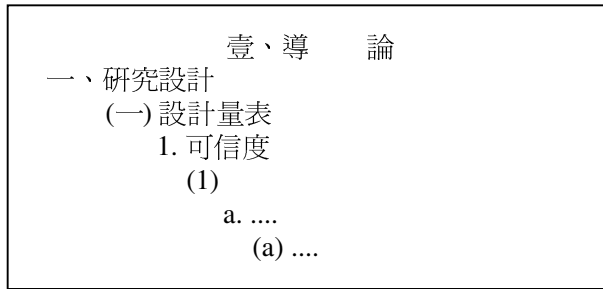 壹、導 論
一、研究設計
(一) 設計量表
1. 可信度
(1)
a. ....
(a) ....